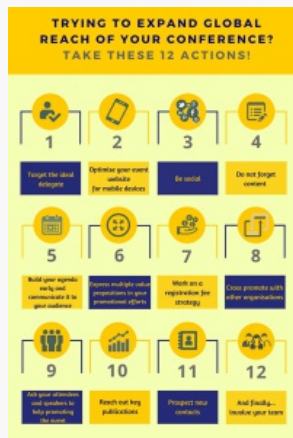 TRYING TO EXPAND GLOBAL
REACH OF YOUR CONFERENCE?
TAKE THESE 12 ACTIONS!
1
2
3
4
Target the ideal
delegate
Optimise your event
website
for mobile devices
Be social
Do not forget
content
5
6
7
8
Build your agenda
early and
communicate it to
your audience
Express multiple value
propositions in your
promotional efforts
Work on a
registration fee
strategy
Cross promote with
other organisations
9
10
11
12
Ask your attendees
and speakers to
help promoting
the event
Reach out key
publications
Prospect new
contacts
And finally...
Involve your team